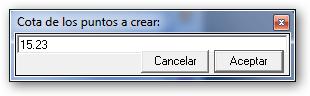 Cota de los puntos a crear:
15.23
Cancelar Aceptar